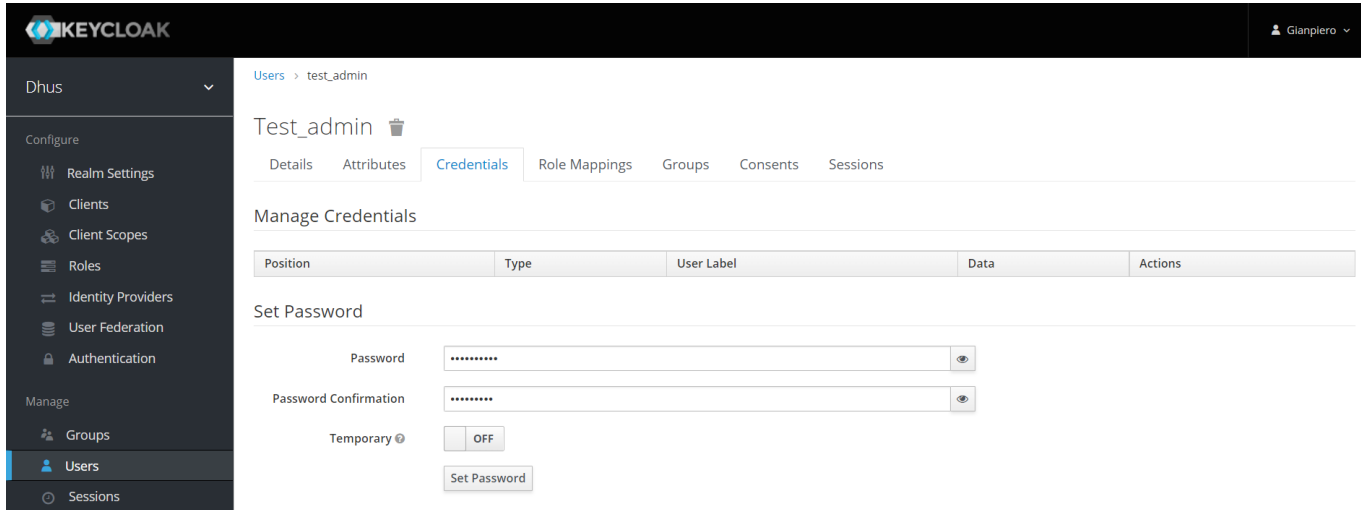 KEYCLOAK
Gianpiero
Dhus
Users > test_admin
Test_admin
Configure
Details Attributes Credentials Role Mappings Groups Consents Sessions
Realm Settings
Clients
Client Scopes
Roles
Identity Providers
User Federation
Authentication
Manage
Groups
Users
Sessions
Manage Credentials
Position Type User Label Data Actions
Set Password
Password ••••••••••
Password Confirmation •••••••••
Temporary OFF
Set Password